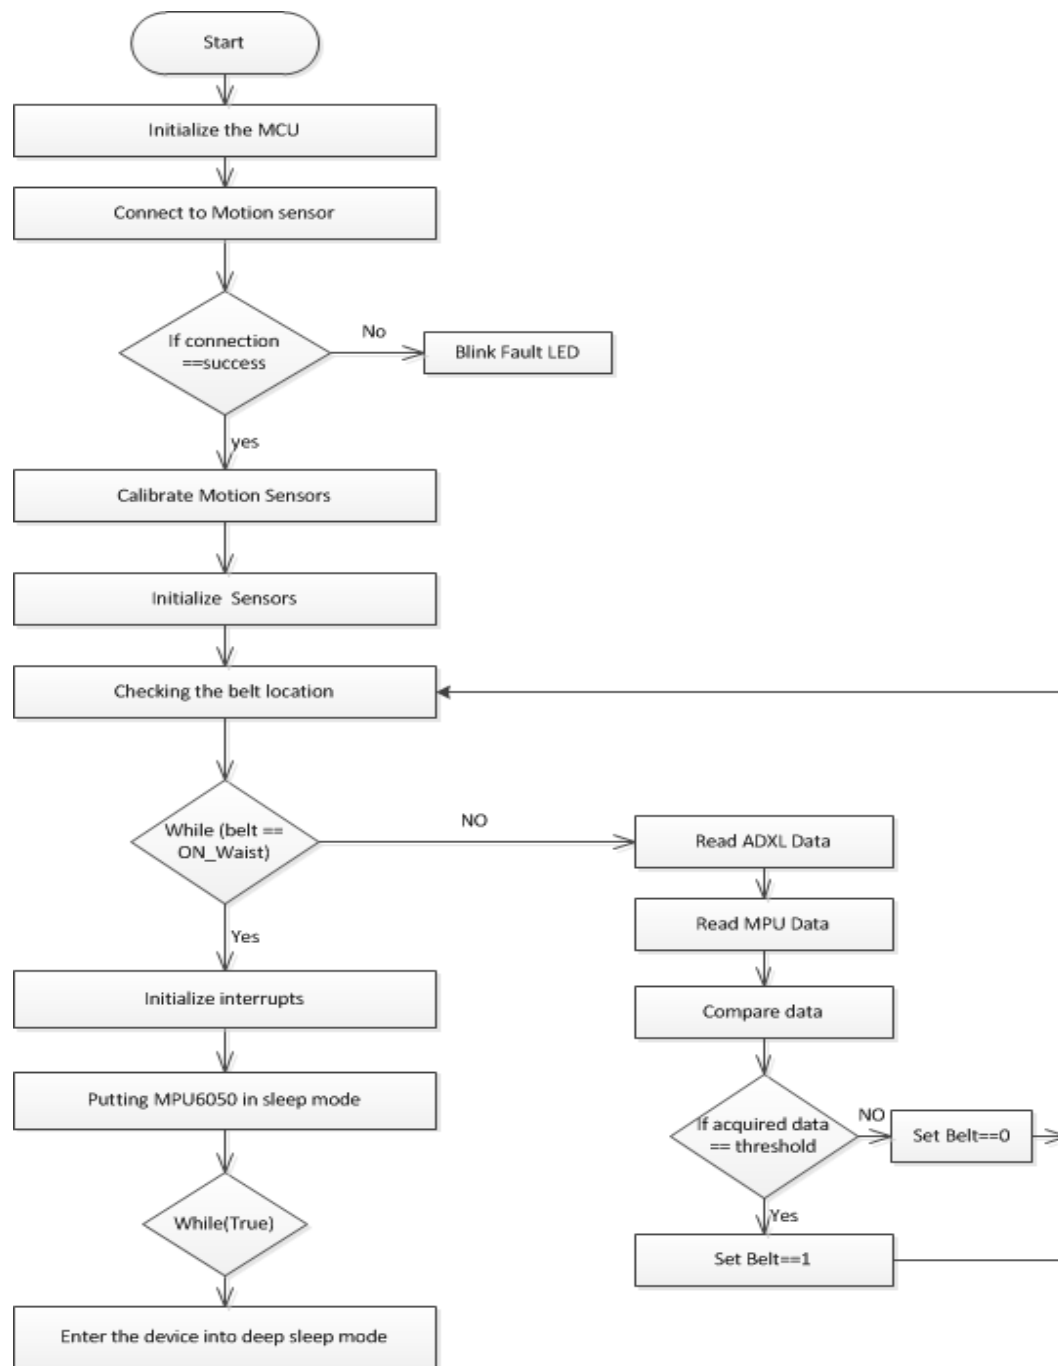 Start
Initialize the MCU
Connect to Motion sensor
If connection
==success
No
Blink Fault LED
yes
Calibrate Motion Sensors
Initialize Sensors
Checking the belt location
While (belt ==
ON_Waist)
NO
Read ADXL Data
Read MPU Data
Compare data
If acquired data
== threshold
NO
Set Belt==0
Yes
Set Belt==1
Yes
Initialize interrupts
Putting MPU6050 in sleep mode
While(True)
Enter the device into deep sleep mode